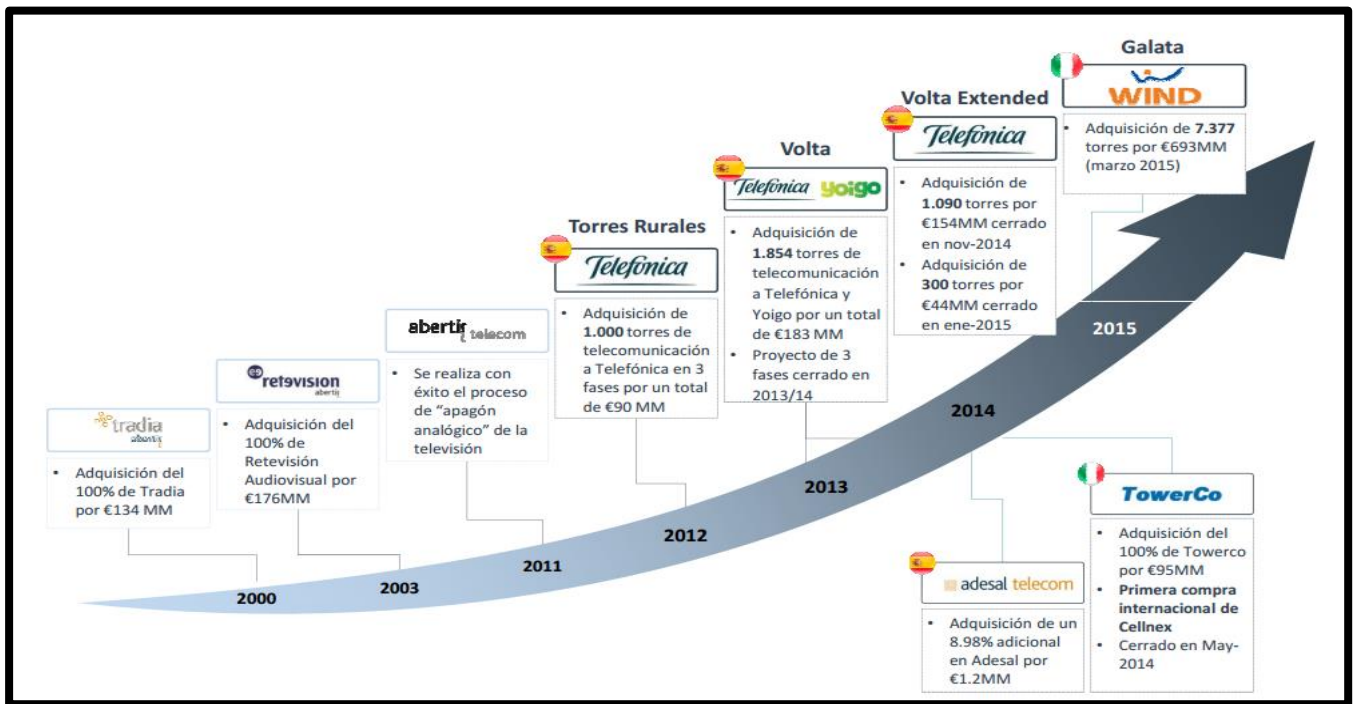 tradia
abertis
Adquisición del
100% de Tradia
por €134 MM
2000
retevision
abertis
Adquisición del
100% de
Retevisión
Audiovisual por
€176MM
2003
abertis telecom
Se realiza con
éxito el proceso
de “apagón
analógico” de la
televisión
2011
Torres Rurales
Telefónica
Adquisición de
1.000 torres de
telecomunicación
a Telefónica en 3
fases por un total
de €90 MM
2012
Volta
Telefónica yoigo
Adquisición de
1.854 torres de
telecomunicación
a Telefónica y
Yoigo por un total
de €183 MM
Proyecto de 3
fases cerrado en
2013/14
2013
Volta Extended
Telefónica
Adquisición de
1.090 torres por
€154MM cerrado
en nov-2014
Adquisición de
300 torres por
€44MM cerrado
en ene-2015
2014
Galata
WIND
Adquisición de 7.377
torres por €693MM
(marzo 2015)
2015
adesal telecom
Adquisición de un
8.98% adicional
en Adesal por
€1.2MM
TowerCo
Adquisición del
100% de Towerco
por €95MM
Primera compra
internacional de
Cellnex
Cerrado en May-
2014